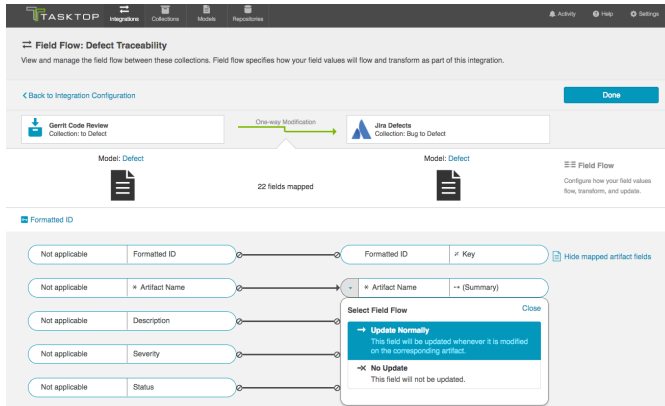 TASKTOP
Integrations
Collections
Models
Repositories
Activity
Help
Settings
Field Flow: Defect Traceability
View and manage the field flow between these collections. Field flow specifies how your field values will flow and transform as part of this integration.
Back to Integration Configuration
Done
Gerrit Code Review
Collection: to Defect
One-way Modification
Jira Defects
Collection: Bug to Defect
Model: Defect
22 fields mapped
Model: Defect
Field Flow
Configure how your field values
flow, transform, and update.
Formatted ID
Not applicable
Formatted ID
Formatted ID
Key
Hide mapped artifact fields
Not applicable
* Artifact Name
* Artifact Name
(Summary)
Not applicable
Description
Not applicable
Severity
Not applicable
Status
Select Field Flow
Close
Update Normally
This field will be updated whenever it is modified
on the corresponding artifact.
No Update
This field will not be updated.